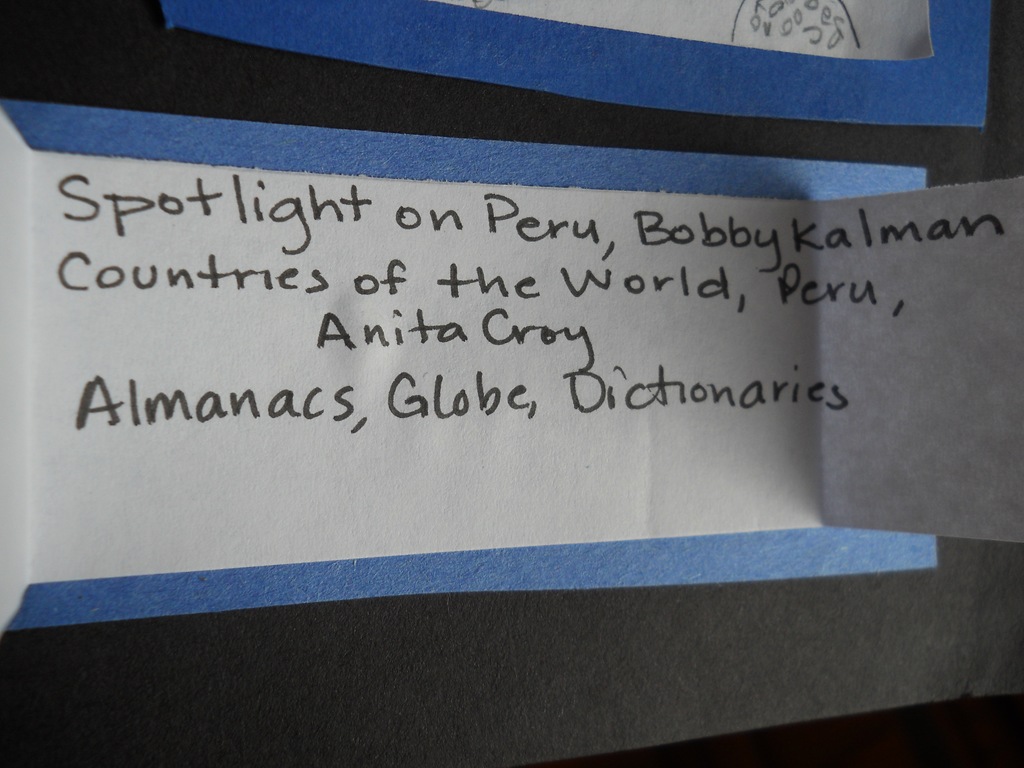 Spotlight on Peru, Bobby Kalman
Countries of the World, Peru,
Anita Croy
Almanacs, Globe, Dictionaries